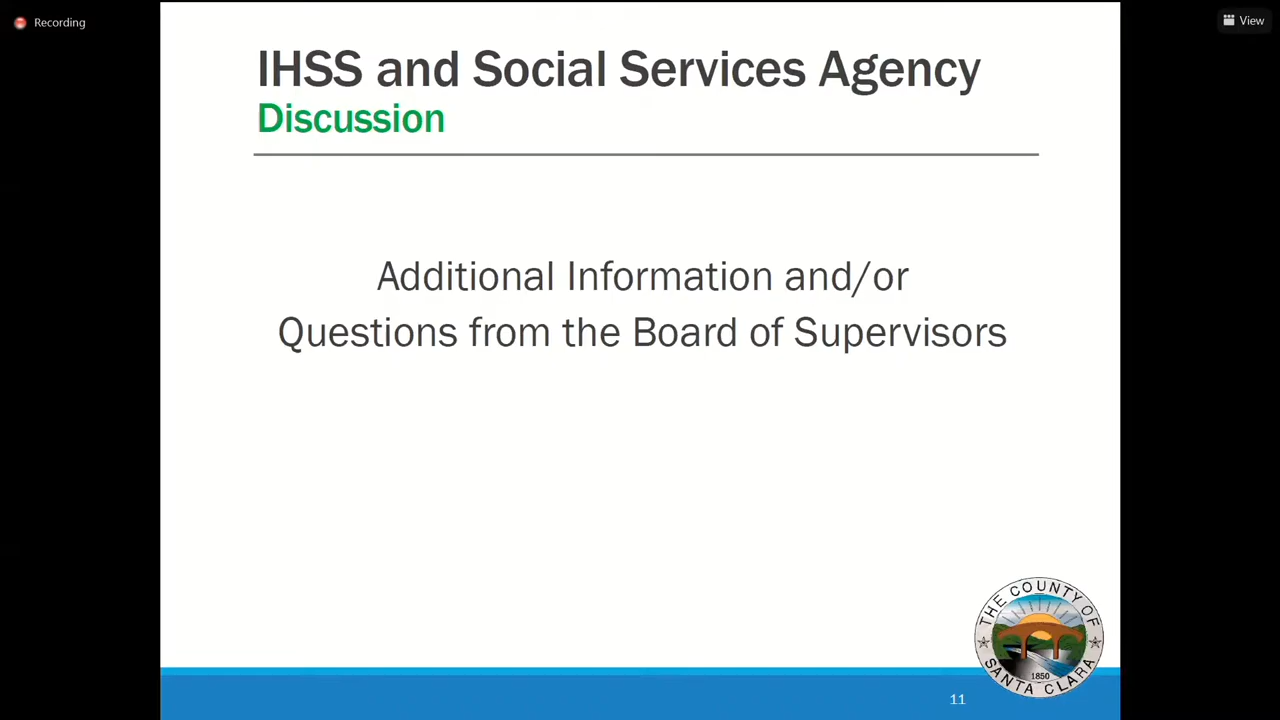 Recording
View
IHSS and Social Services Agency
Discussion
Additional Information and/or
Questions from the Board of Supervisors
THE COUNTY OF
SANTA CLARA
1850
11